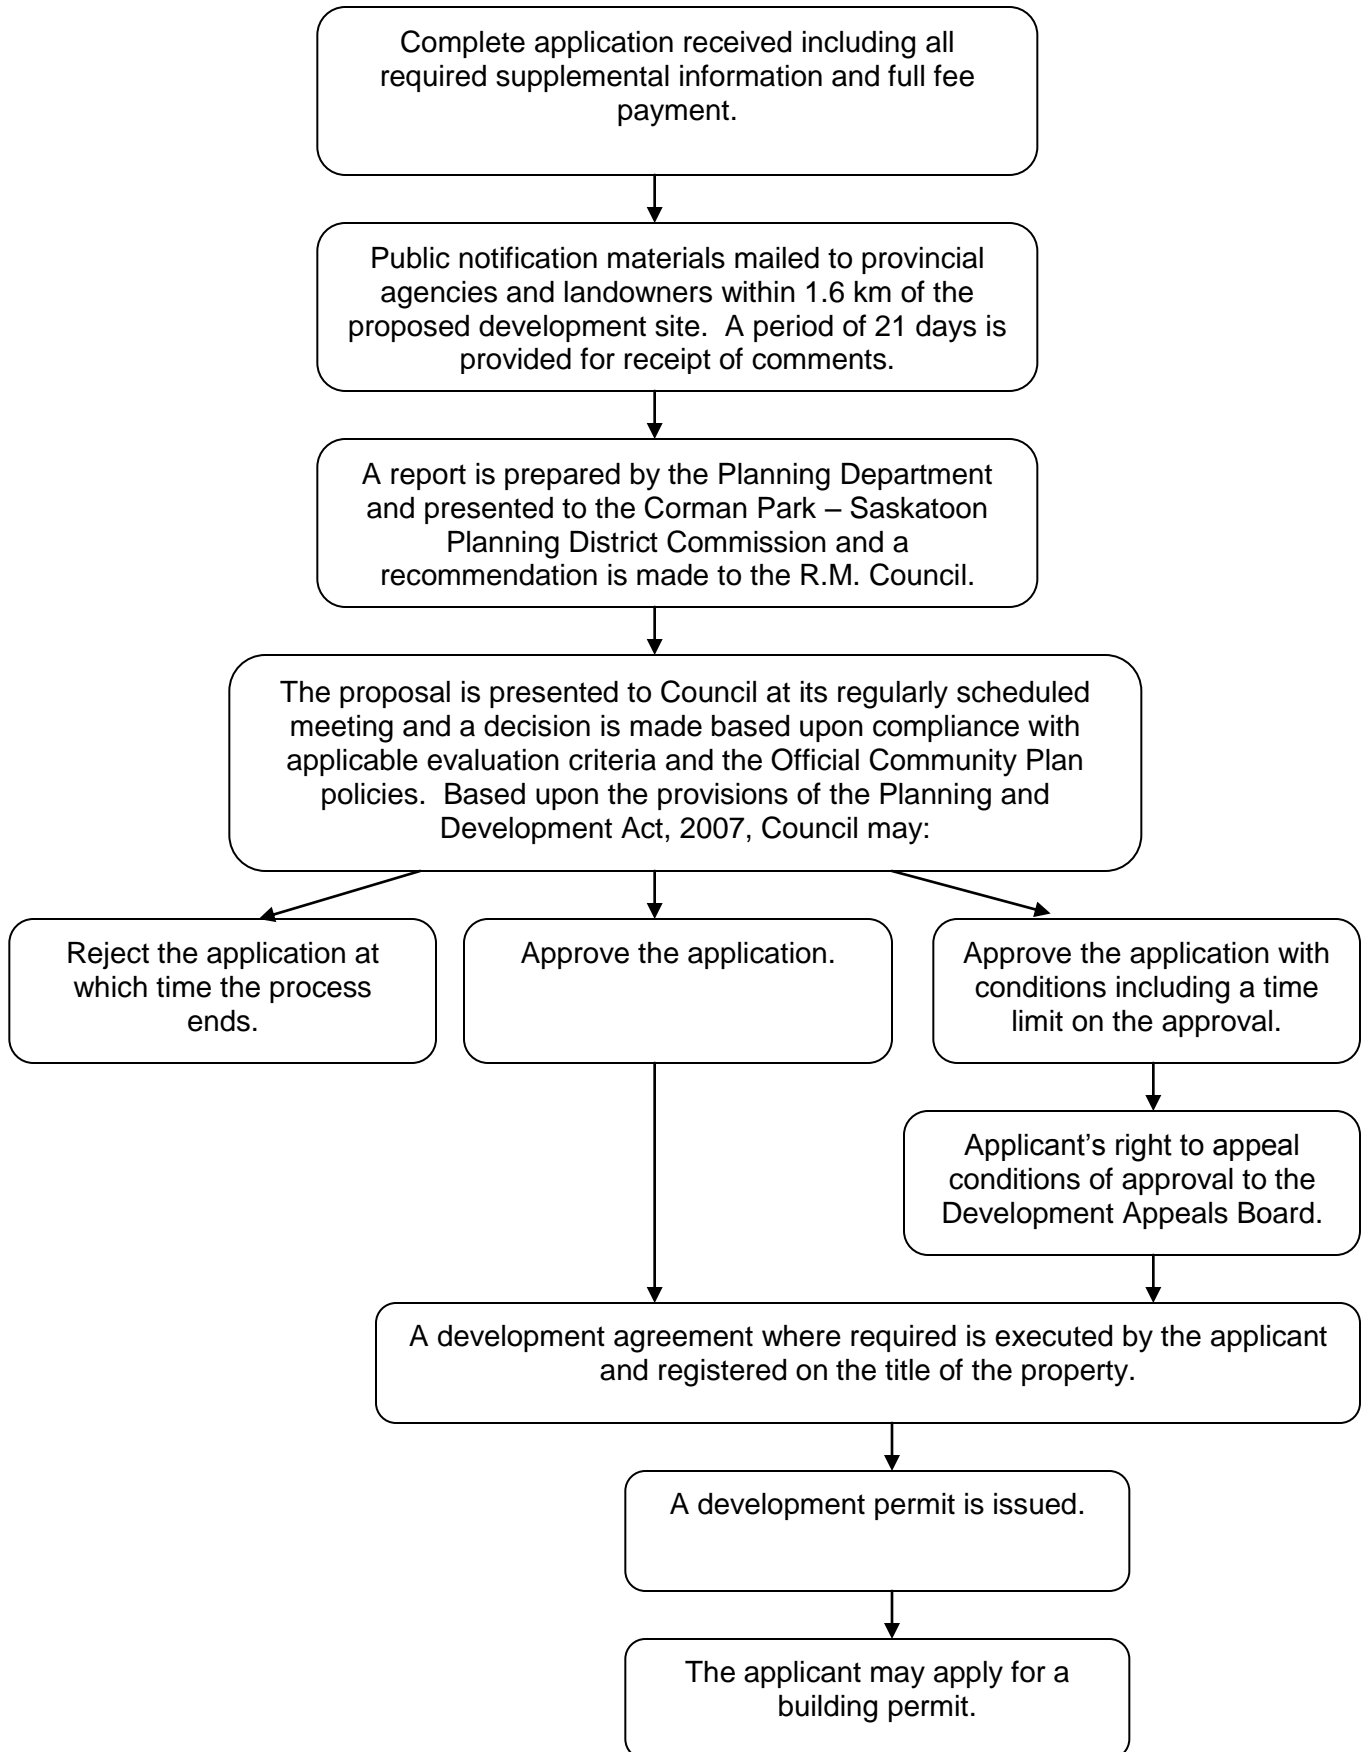 Complete application received including all
required supplemental information and full fee
payment.
Public notification materials mailed to provincial
agencies and landowners within 1.6 km of the
proposed development site.  A period of 21 days is
provided for receipt of comments.
A report is prepared by the Planning Department
and presented to the Corman Park – Saskatoon
Planning District Commission and a
recommendation is made to the R.M. Council.
The proposal is presented to Council at its regularly scheduled
meeting and a decision is made based upon compliance with
applicable evaluation criteria and the Official Community Plan
policies.  Based upon the provisions of the Planning and
Development Act, 2007, Council may:
Reject the application at
which time the process
ends.
Approve the application.
Approve the application with
conditions including a time
limit on the approval.
Applicant’s right to appeal
conditions of approval to the
Development Appeals Board.
A development agreement where required is executed by the applicant
and registered on the title of the property.
A development permit is issued.
The applicant may apply for a
building permit.